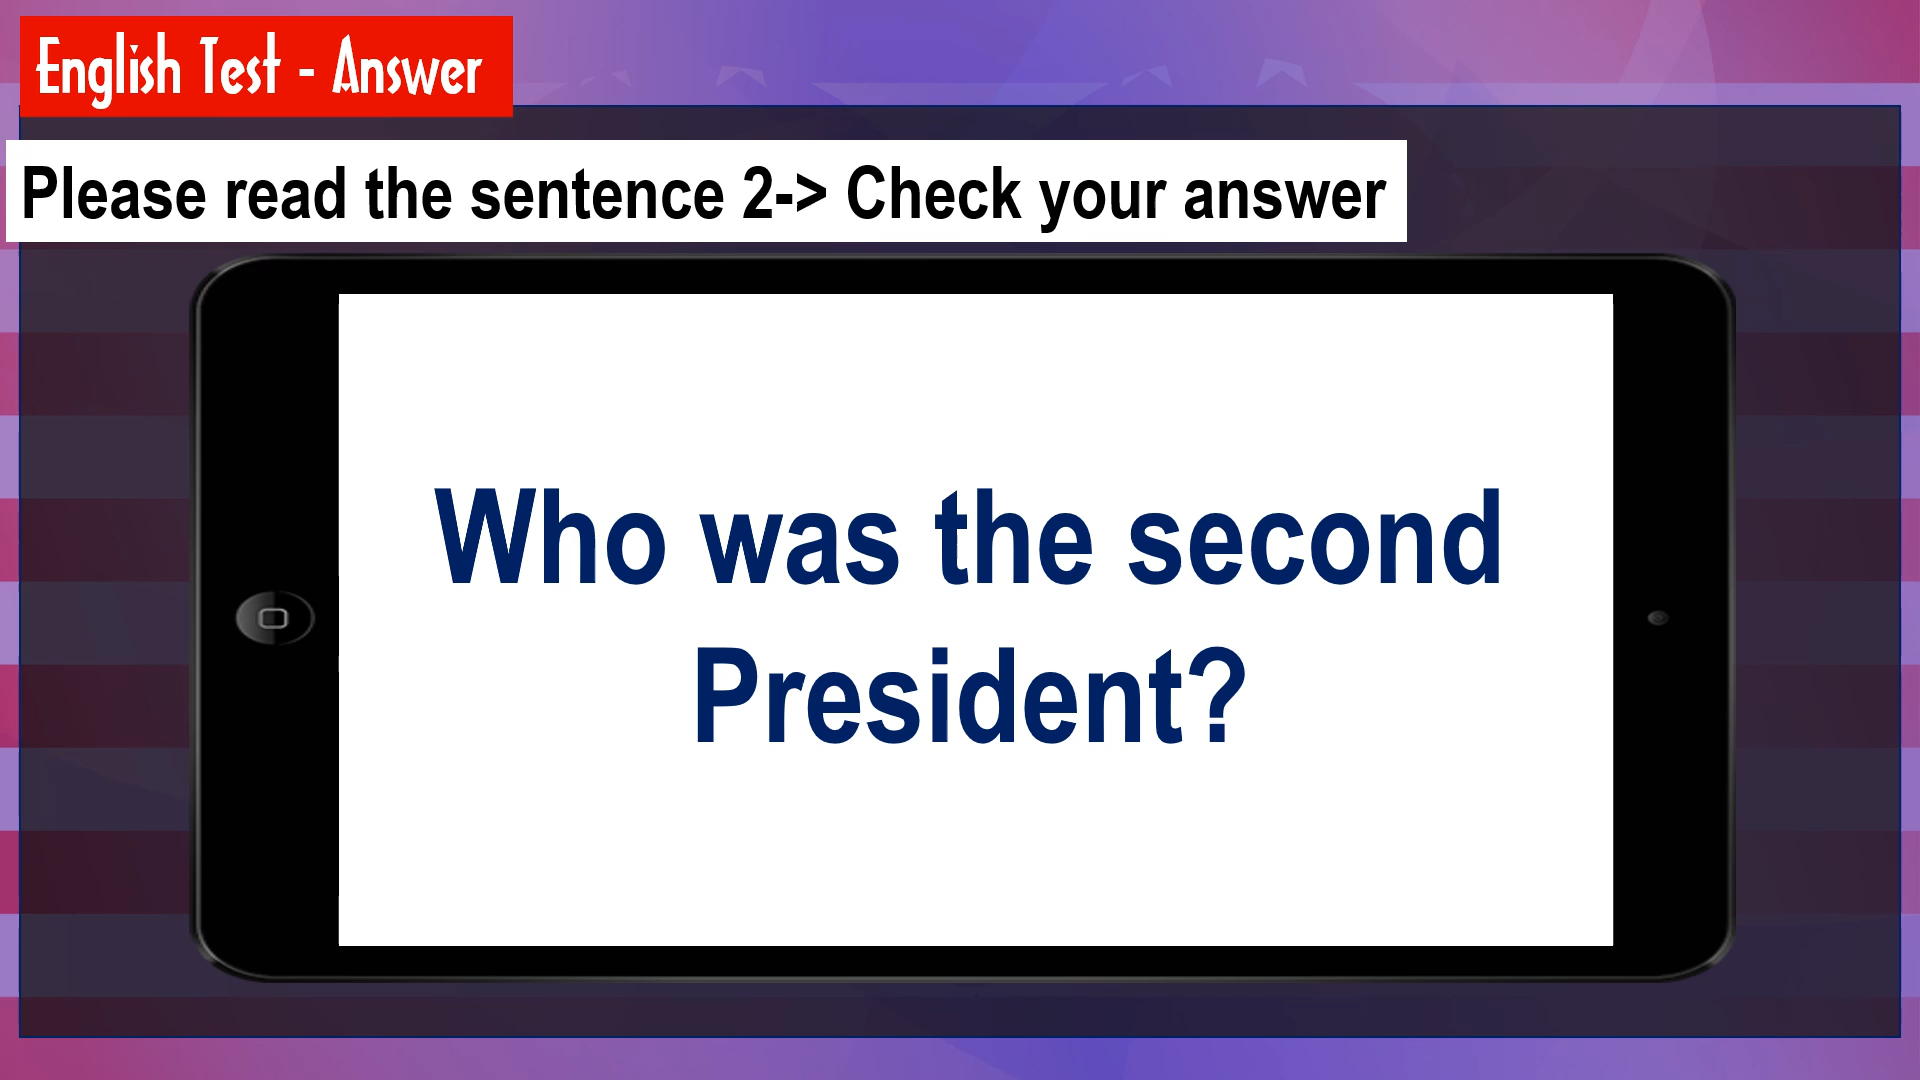 English Test - Answer
Please read the sentence 2-> Check your answer
Who was the second
President?